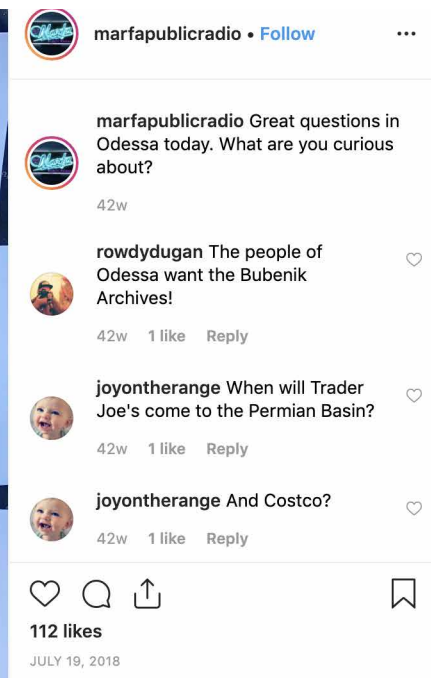 marfapublicradio • Follow
marfapublicradio Great questions in
Odessa today. What are you curious
about?
42w
rowdydugan The people of
Odessa want the Bubenik
Archives!
42w 1 like Reply
joyontherange When will Trader
Joe's come to the Permian Basin?
42w 1 like Reply
joyontherange And Costco?
42w 1 like Reply
112 likes
JULY 19, 2018